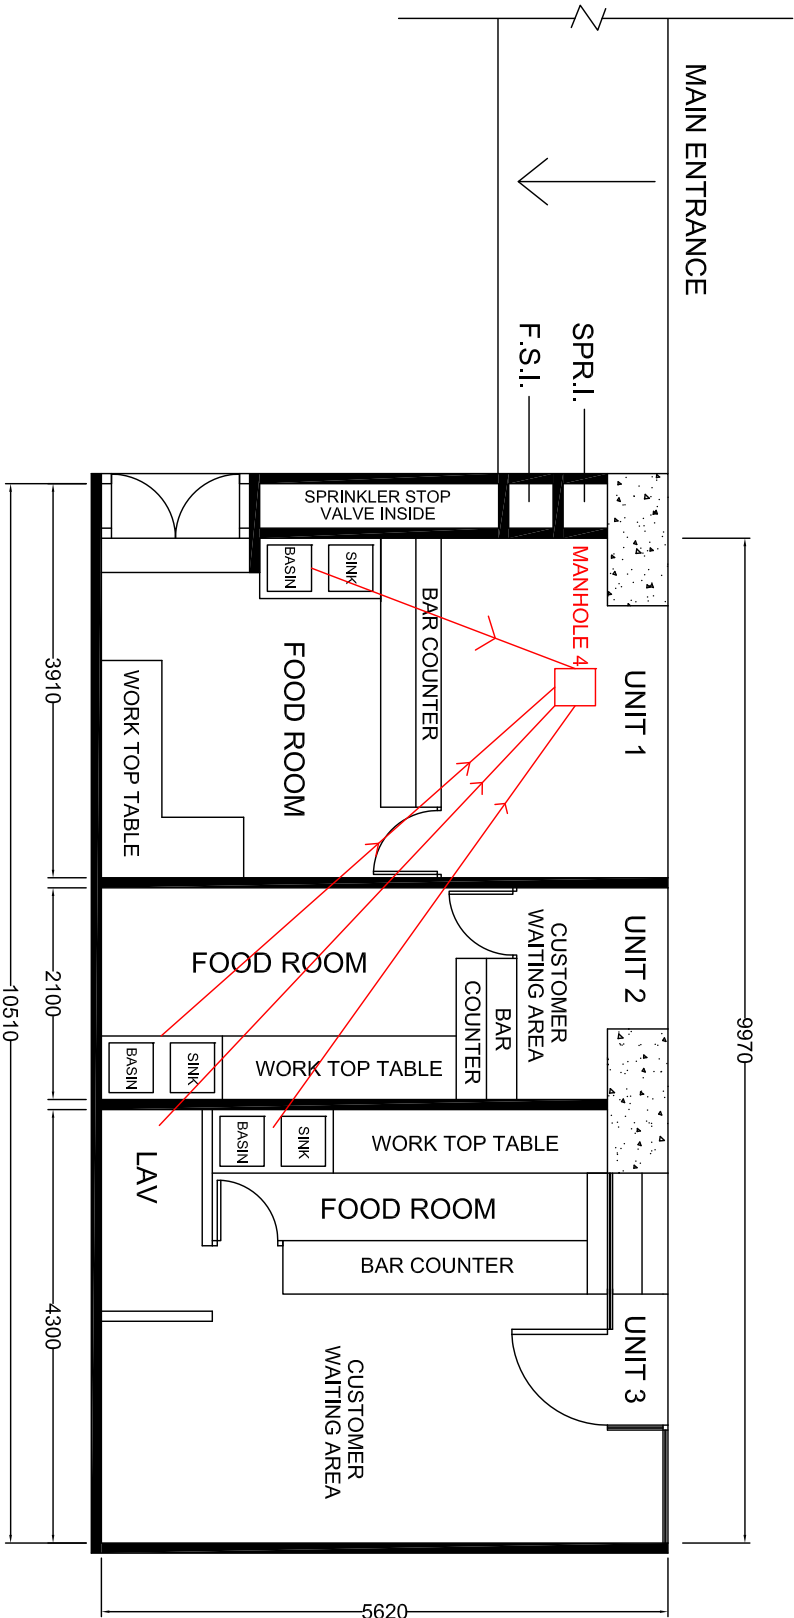 MAIN ENTRANCE
SPR.I.
F.S.I.
SPRINKLER STOP
VALVE INSIDE
MANHOLE 4
BASIN
SINK
BAR COUNTER
UNIT 1
FOOD ROOM
WORK TOP TABLE
3910
10510
9970
UNIT 2
CUSTOMER
WAITING AREA
FOOD ROOM
BAR
COUNTER
BASIN
SINK
WORK TOP TABLE
2100
LAV
BASIN
SINK
WORK TOP TABLE
FOOD ROOM
BAR COUNTER
UNIT 3
CUSTOMER
WAITING AREA
4300
5620